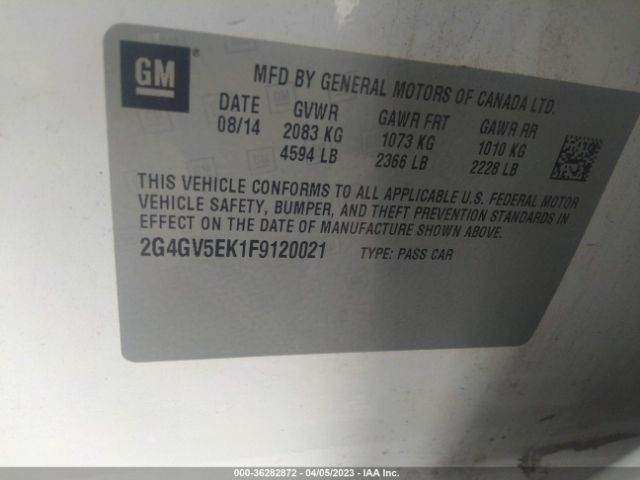 GM ®
MFD BY GENERAL MOTORS OF CANADA LTD.
DATE GVWR GAWR FRT GAWR RR
08/14 2083 KG 1073 KG 1010 KG
4594 LB 2366 LB 2228 LB
THIS VEHICLE CONFORMS TO ALL APPLICABLE U.S. FEDERAL MOTOR
VEHICLE SAFETY, BUMPER, AND THEFT PREVENTION STANDARDS IN
EFFECT ON THE DATE OF MANUFACTURE SHOWN ABOVE.
2G4GV5EK1F9120021 TYPE: PASS CAR
000-36282872 - 04/05/2023 - IAA Inc.